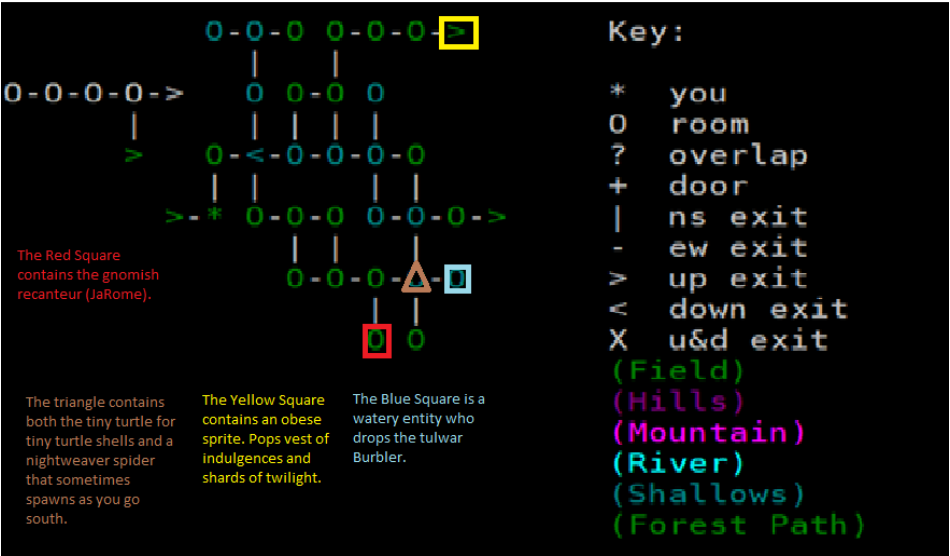 O-O-O O-O-O->
| |
O-O-O-O-> O O-O O
| | | | |
> O-<-O-O-O-O
| | | |
>-* O-O-O O-O-O->
| | |
O-O-O-O-O
| |
O O
Key:
* you
O room
? overlap
+ door
| ns exit
- ew exit
> up exit
< down exit
X u&d exit
(Field)
(Hills)
(Mountain)
(River)
(Shallows)
(Forest Path)
The Red Square
contains the gnomish
recanteur (JaRome).
The triangle contains
both the tiny turtle for
tiny turtle shells and a
nightweaver spider
that sometimes
spawns as you go
south.
The Yellow Square
contains an obese
sprite. Pops vest of
indulgences and
shards of twilight.
The Blue Square is a
watery entity who
drops the tulwar
Burbler.